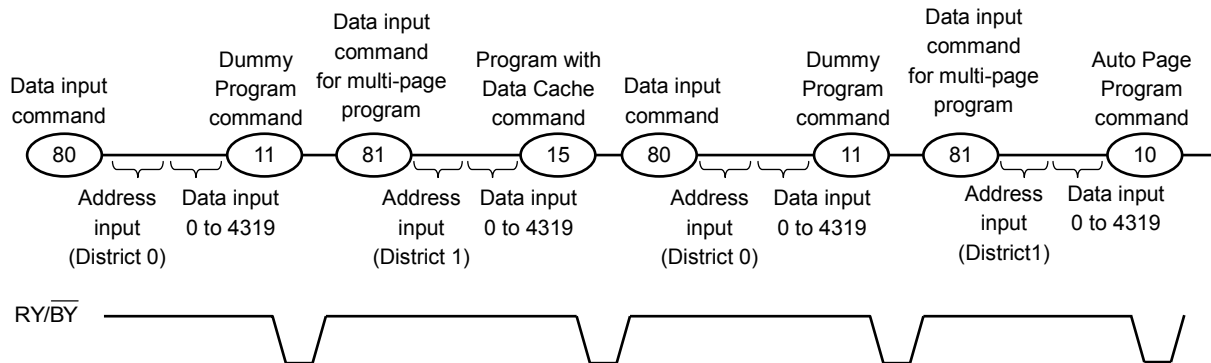 Data input
command
80
Address
input
(District 0)
Data input
0 to 4319
Dummy
Program
command
11
Data input
command
for multi-page
program
81
Address
input
(District 1)
Data input
0 to 4319
Program with
Data Cache
command
15
Data input
command
80
Address
input
(District 0)
Data input
0 to 4319
Dummy
Program
command
11
Data input
command
for multi-page
program
81
Address
input
(District1)
Data input
0 to 4319
Auto Page
Program
command
10
RY/BY